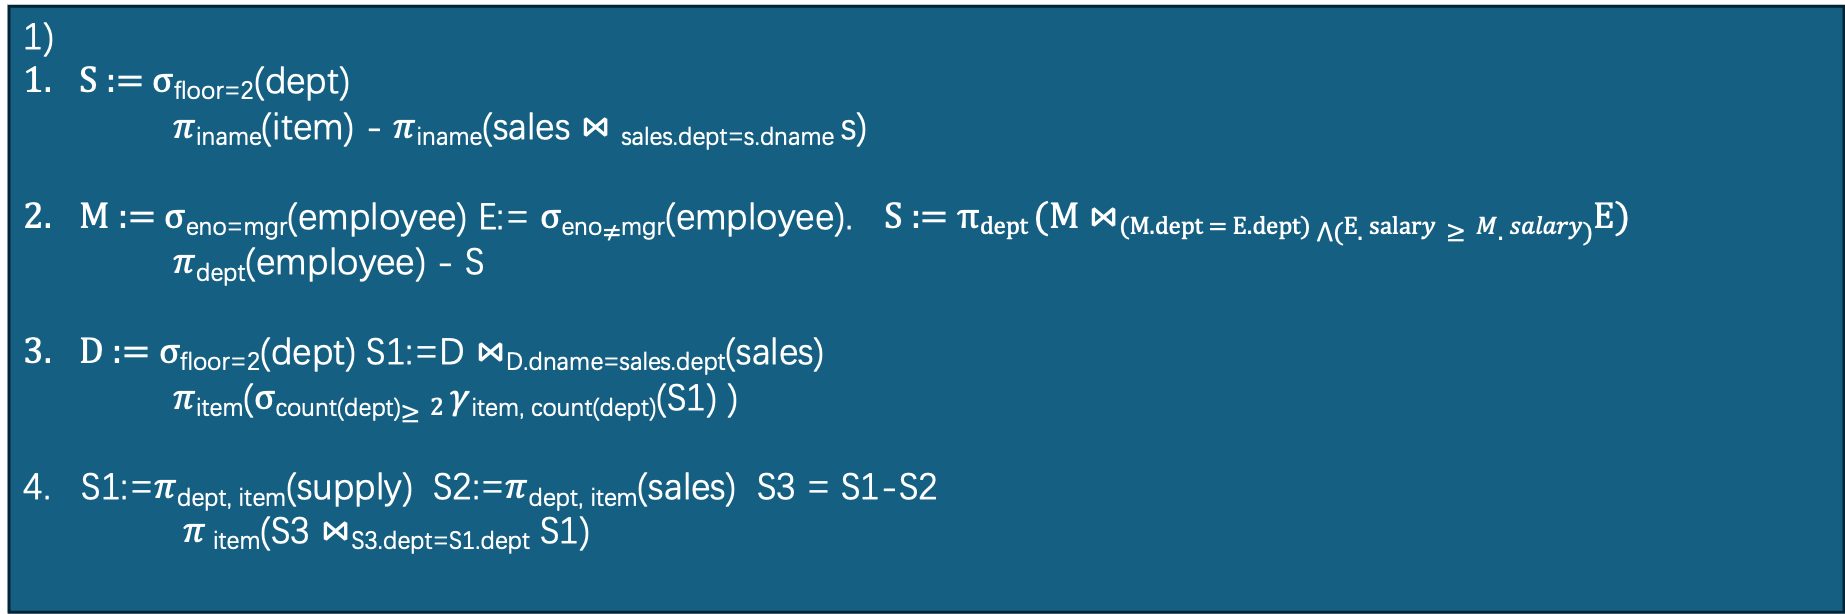 1)
1. S := σfloor=2(dept)
πiname(item) - πiname(sales ⋈ sales.dept=s.dname s)
2. M := σeno=mgr(employee) E:= σeno≠mgr(employee). S := πdept (M ⋈(M.dept = E.dept) ⋀(E. salary ≥ M. salary)E)
πdept(employee) - S
3. D := σfloor=2(dept) S1:=D ⋈D.dname=sales.dept(sales)
πitem(σcount(dept)≥ 2 γitem, count(dept)(S1) )
4. S1:=πdept, item(supply) S2:=πdept, item(sales) S3 = S1-S2
π item(S3 ⋈S3.dept=S1.dept S1)